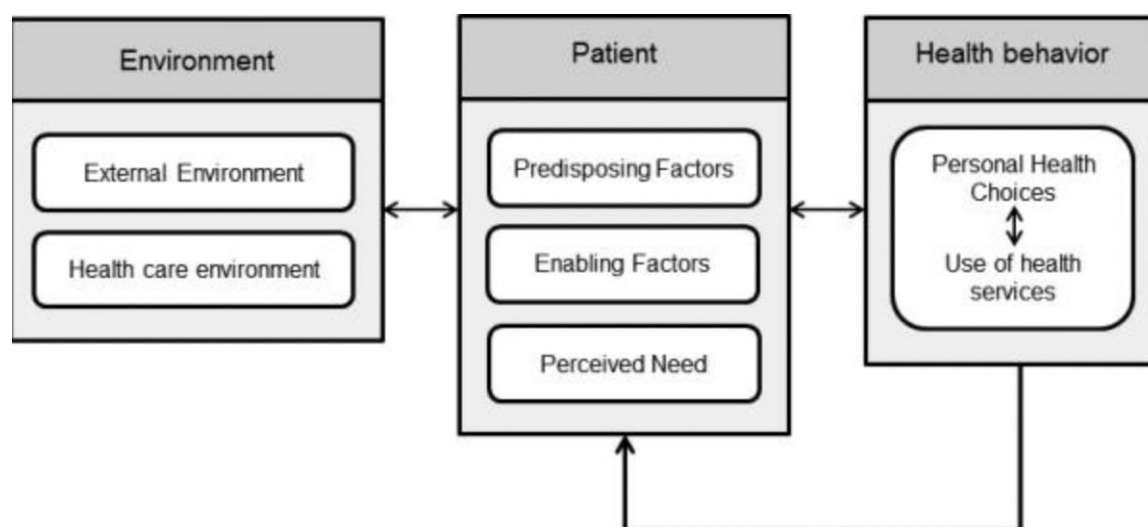 Environment
External Environment
Health care environment
Patient
Predisposing Factors
Enabling Factors
Perceived Need
Health behavior
Personal Health
Choices
Use of health
services